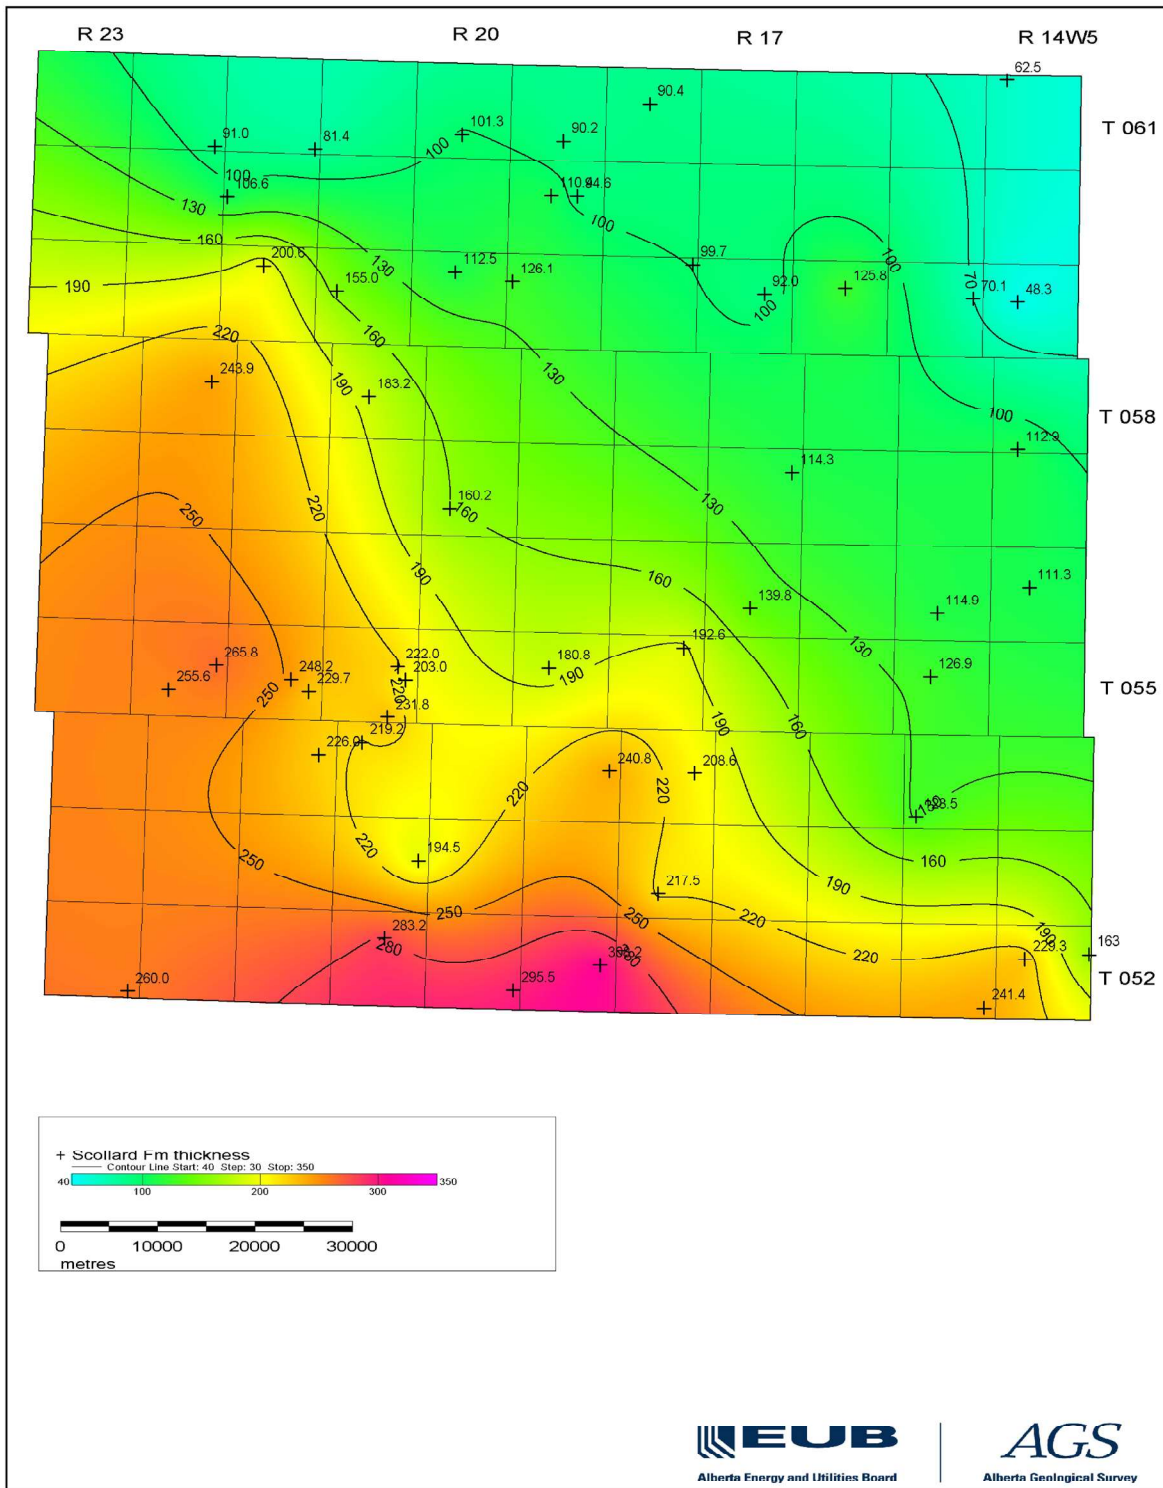 R 23 R 20 R 17 R 14W5
62.5
90.4
T 061
101.3
91.0 81.4 100 90.2
100
106.6 110.4 94.6
130 100
160
200.6 130 112.5 126.1 99.7 100
190 155.0 92.0 125.8 70 70.1 48.3
100
220 160
243.9 190 183.2 130
100 T 058
112.9
114.3
160.2
250 220 160 130
190 160 139.8 111.3
114.9
192.6 130
265.8 222.0 180.8 126.9
255.6 248.2 203.0 190
250 229.7 220 T 055
231.8 190 160
219.2
226.0 240.8 208.6
220 220
130
220 194.5 160
250 217.5 190
250 250 220 190
283.2 163
280 280 220 229.3
T 052
260.0 295.5 241.4
+ Scollard Fm thickness
Contour Line Start: 40 Step: 30 Stop: 350
40 350
100 200 300
0 10000 20000 30000
metres
EUB AGS
Alberta Energy and Utilities Board Alberta Geological Survey